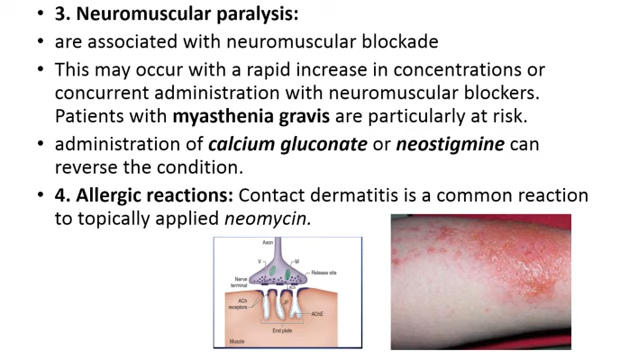 • 3. Neuromuscular paralysis:
• are associated with neuromuscular blockade
• This may occur with a rapid increase in concentrations or
concurrent administration with neuromuscular blockers.
Patients with myasthenia gravis are particularly at risk.
• administration of calcium gluconate or neostigmine can
reverse the condition.
• 4. Allergic reactions: Contact dermatitis is a common reaction
to topically applied neomycin.
Axon
V
M
Nerve
terminal
Release site
ACh
receptors
AChE
End plate
Muscle